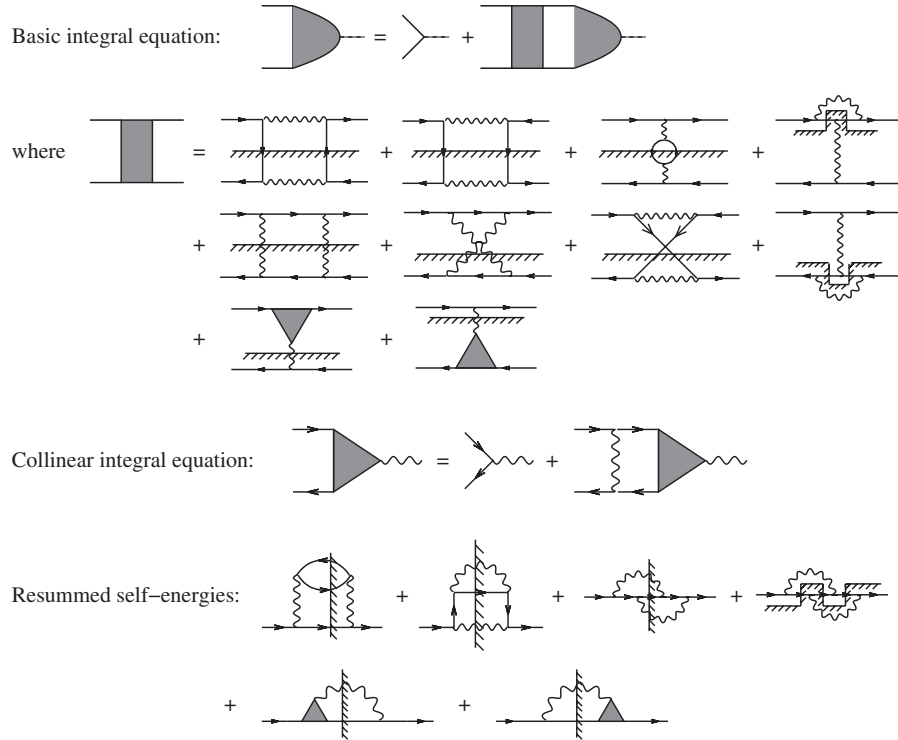 Basic integral equation: = +
where = + + +
+ + + +
+ +
Collinear integral equation: = +
Resummed self−energies: + + +
+ +